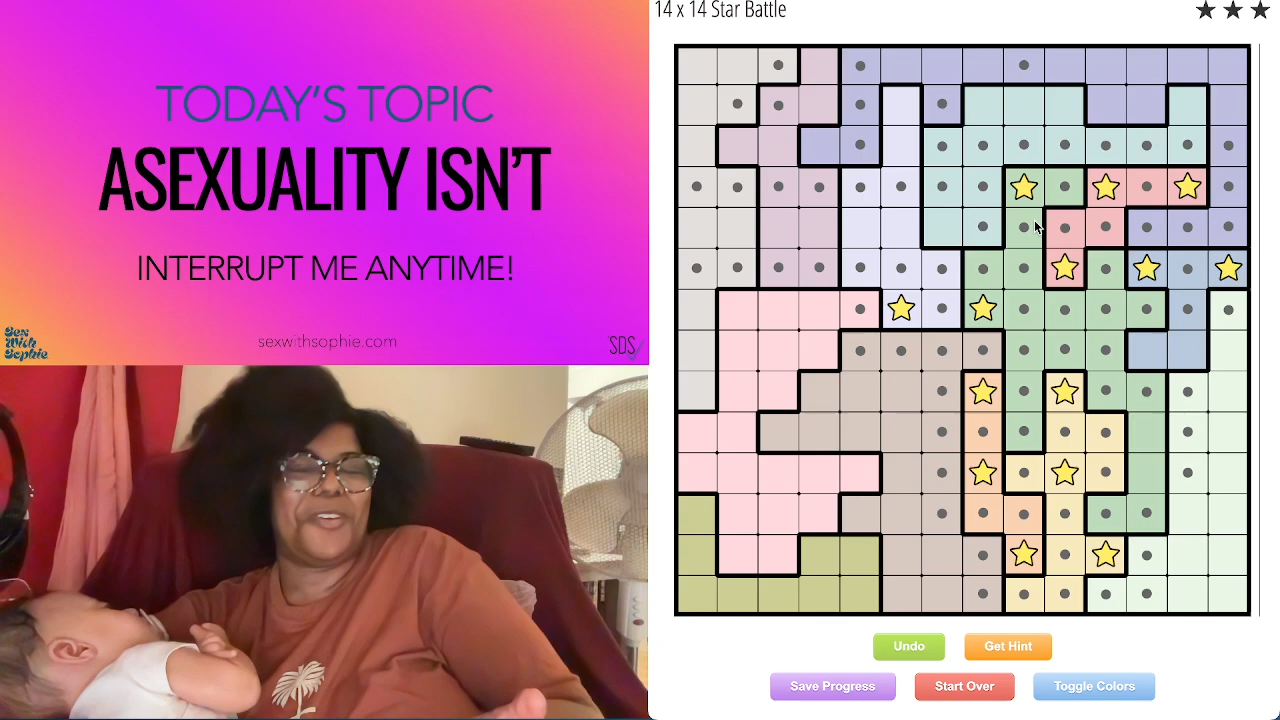 TODAY'S TOPIC
ASEXUALITY ISN'T
INTERRUPT ME ANYTIME!
Sex
With
Sophie
sexwithsophie.com
SDS
14 x 14 Star Battle
Undo
Get Hint
Save Progress
Start Over
Toggle Colors